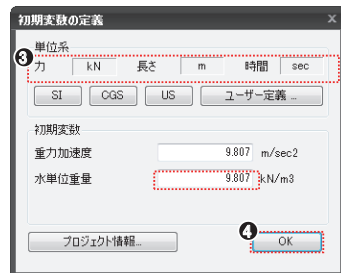 初期変数の定義 x
単位系
❸ 力 kN 長さ m 時間 sec
SI CGS US ユーザー定義 ...
初期変数
重力加速度 9.807 m/sec2
水単位重量 9.807 kN/m3
❹
プロジェクト情報... OK